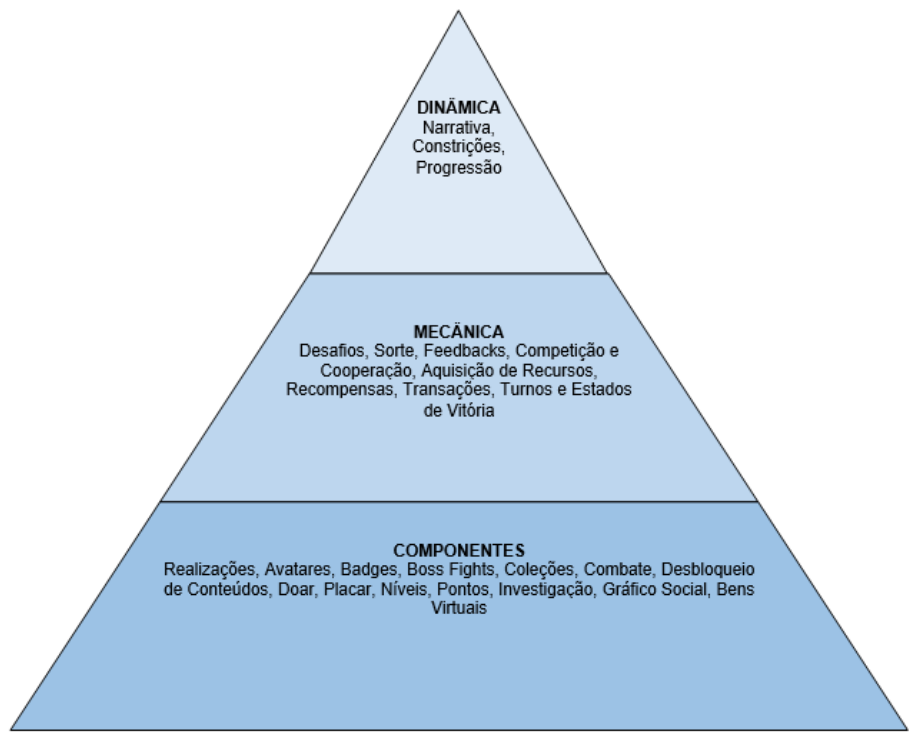 DINÂMICA
Narrativa,
Constrições,
Progressão
MECÂNICA
Desafios, Sorte, Feedbacks, Competição e
Cooperação, Aquisição de Recursos,
Recompensas, Transações, Turnos e Estados
de Vitória
COMPONENTES
Realizações, Avatares, Badges, Boss Fights, Coleções, Combate, Desbloqueio
de Conteúdos, Doar, Placar, Níveis, Pontos, Investigação, Gráfico Social, Bens
Virtuais